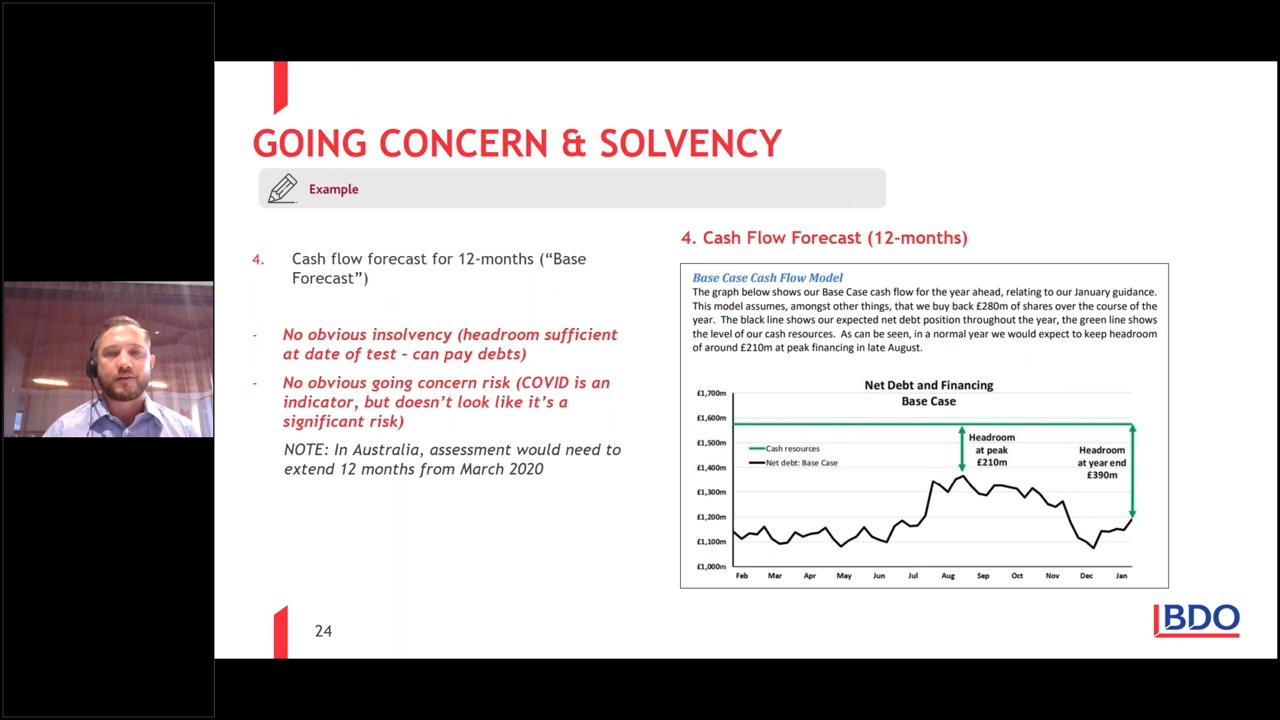 GOING CONCERN & SOLVENCY
Example
4. Cash flow forecast for 12-months (“Base
Forecast”)
- No obvious insolvency (headroom sufficient
at date of test – can pay debts)
- No obvious going concern risk (COVID is an
indicator, but doesn’t look like it’s a
significant risk)
NOTE: In Australia, assessment would need to
extend 12 months from March 2020
4. Cash Flow Forecast (12-months)
Base Case Cash Flow Model
The graph below shows our Base Case cash flow for the year ahead, relating to our January guidance.
This model assumes, amongst other things, that we buy back £280m of shares over the course of the
year. The black line shows our expected net debt position throughout the year, the green line shows
the level of our cash resources. As can be seen, in a normal year we would expect to keep headroom
of around £210m at peak financing in late August.
Net Debt and Financing
Base Case
£1,700m
£1,600m
£1,500m
£1,400m
£1,300m
£1,200m
£1,100m
£1,000m
Cash resources
Net debt: Base Case
Headroom
at peak
£210m
Headroom
at year end
£390m
Feb Mar Apr May Jun Jul Aug Sep Oct Nov Dec Jan
24
BDO